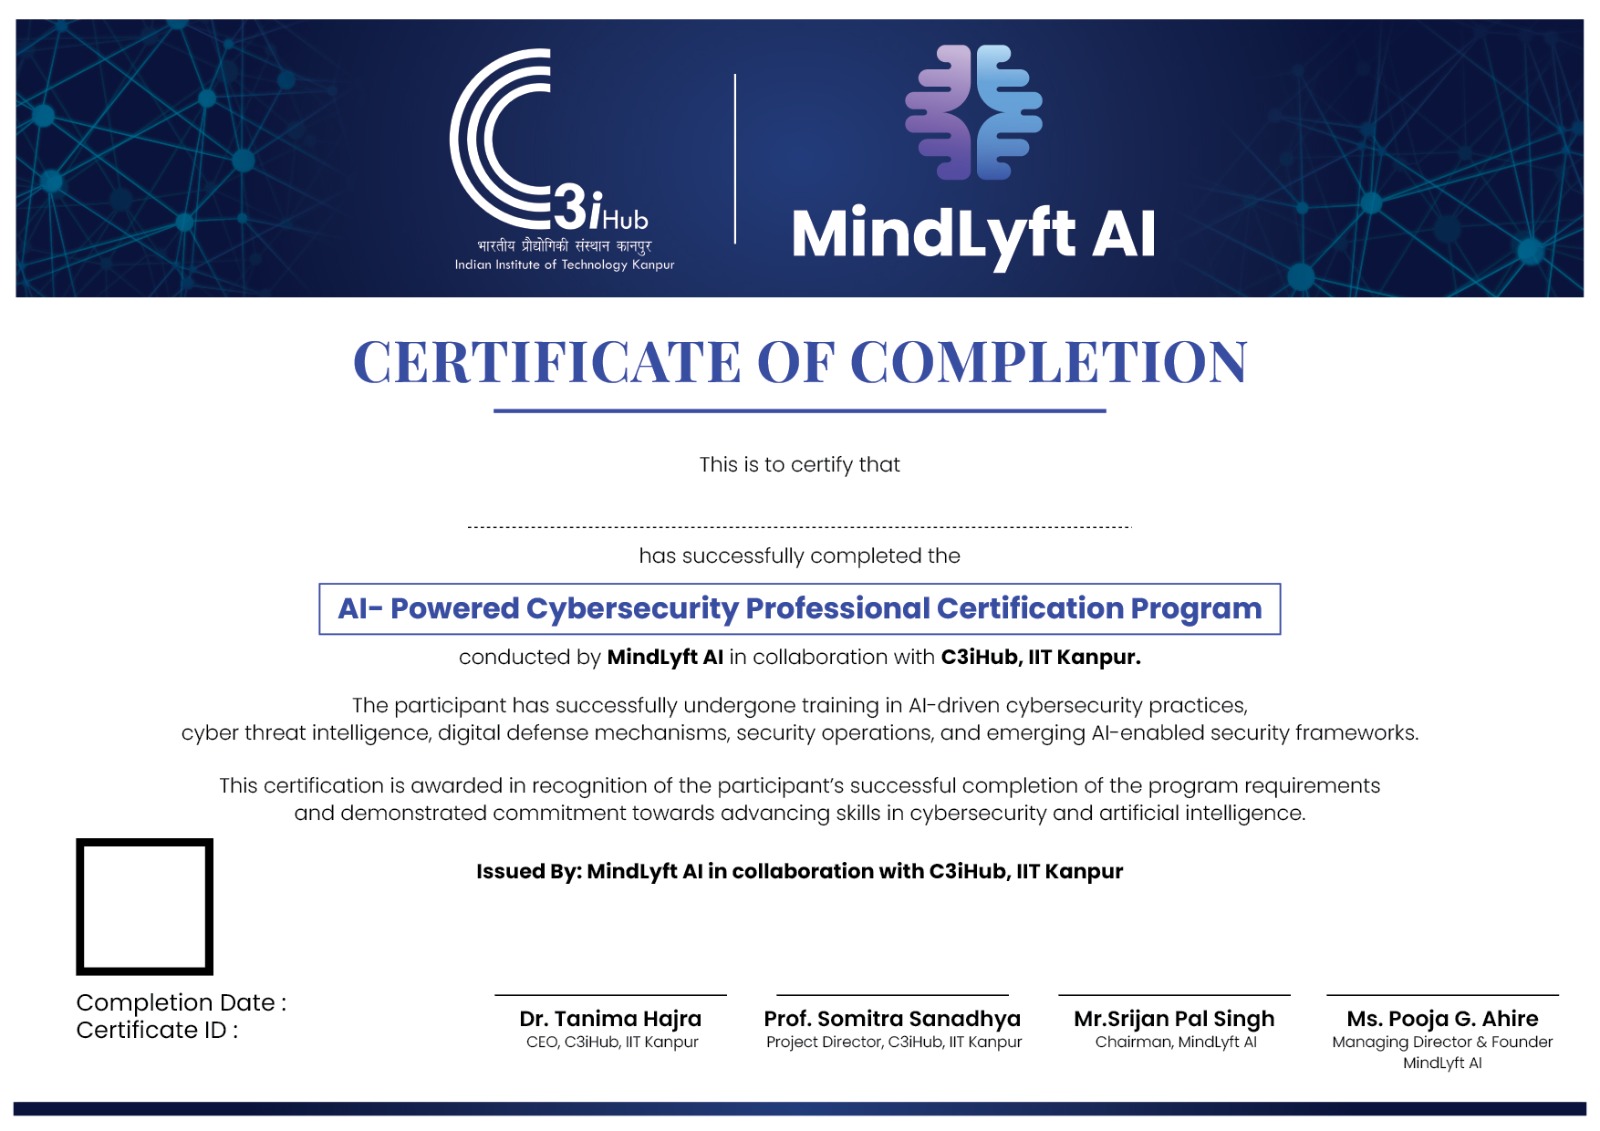 C3iHub
भारतीय प्रौद्योगिकी संस्थान कानपुर
Indian Institute of Technology Kanpur
MindLyft AI
CERTIFICATE OF COMPLETION
This is to certify that
has successfully completed the
AI- Powered Cybersecurity Professional Certification Program
conducted by MindLyft AI in collaboration with C3iHub, IIT Kanpur.
The participant has successfully undergone training in AI-driven cybersecurity practices,
cyber threat intelligence, digital defense mechanisms, security operations, and emerging AI-enabled security frameworks.
This certification is awarded in recognition of the participant’s successful completion of the program requirements
and demonstrated commitment towards advancing skills in cybersecurity and artificial intelligence.
Issued By: MindLyft AI in collaboration with C3iHub, IIT Kanpur
Completion Date :
Certificate ID :
Dr. Tanima Hajra
CEO, C3iHub, IIT Kanpur
Prof. Somitra Sanadhya
Project Director, C3iHub, IIT Kanpur
Mr.Srijan Pal Singh
Chairman, MindLyft AI
Ms. Pooja G. Ahire
Managing Director & Founder
MindLyft AI